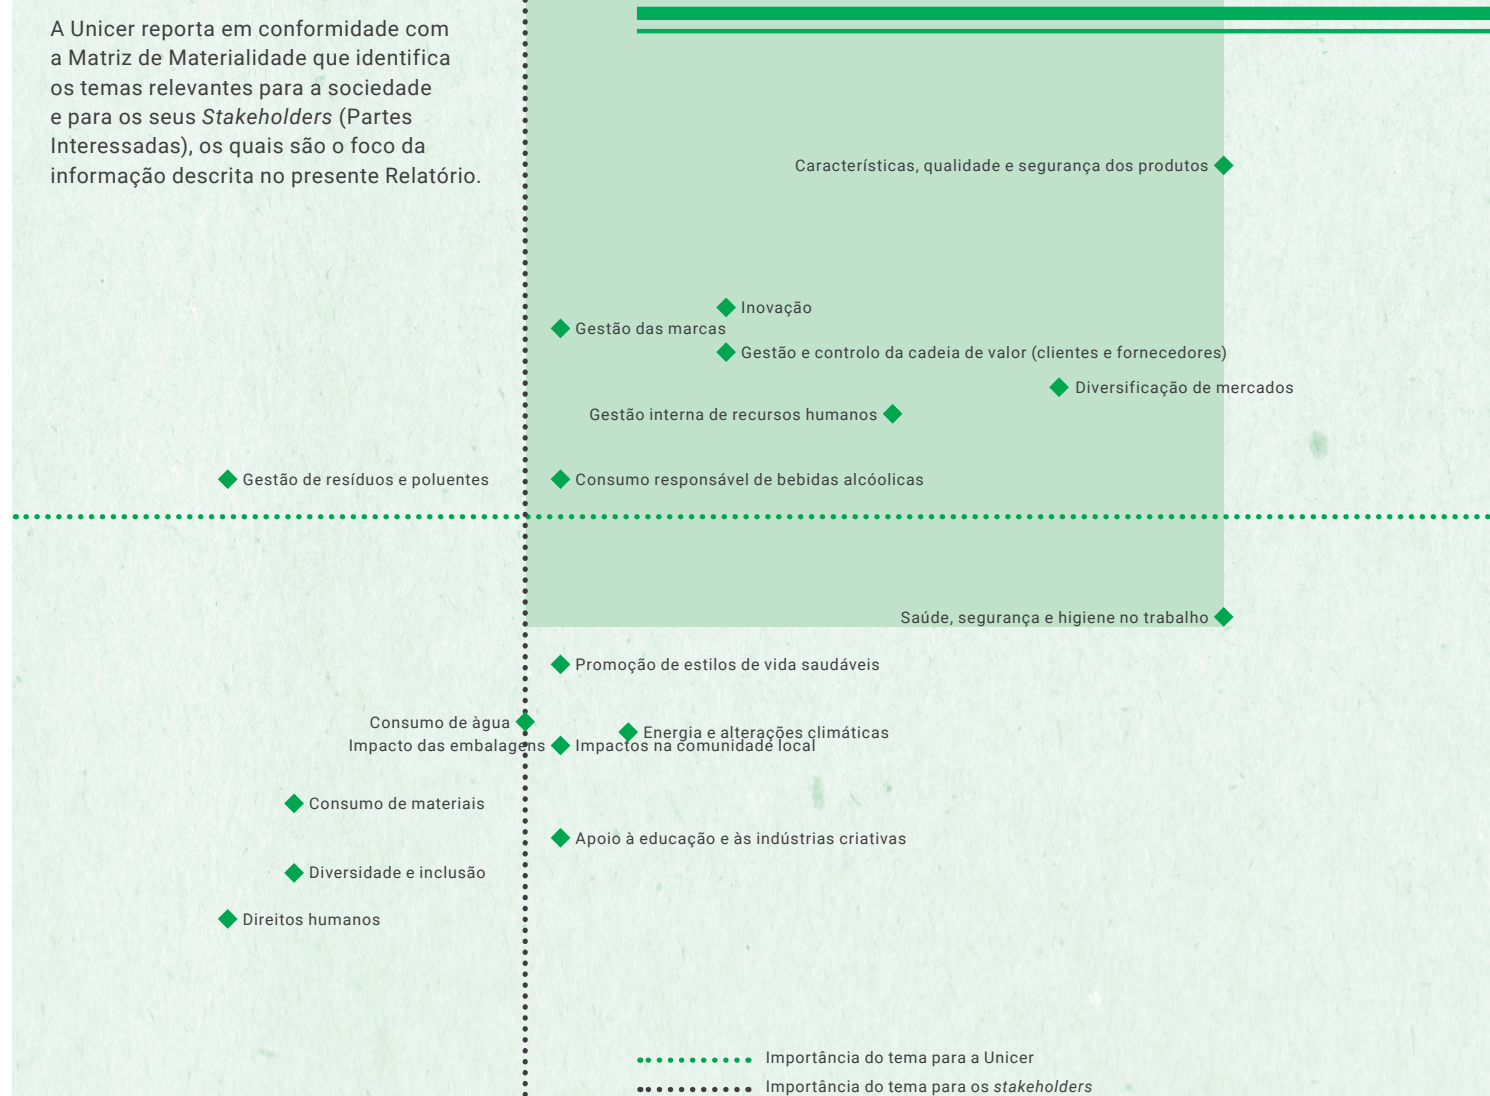 A Unicer reporta em conformidade com
a Matriz de Materialidade que identifica
os temas relevantes para a sociedade
e para os seus Stakeholders (Partes
Interessadas), os quais são o foco da
informação descrita no presente Relatório.
Características, qualidade e segurança dos produtos
Inovação
Gestão das marcas
Gestão e controlo da cadeia de valor (clientes e fornecedores)
Diversificação de mercados
Gestão interna de recursos humanos
Gestão de resíduos e poluentes
Consumo responsável de bebidas alcóolicas
Saúde, segurança e higiene no trabalho
Promoção de estilos de vida saudáveis
Consumo de àgua
Energia e alterações climáticas
Impacto das embalagens
Impactos na comunidade local
Consumo de materiais
Apoio à educação e às indústrias criativas
Diversidade e inclusão
Direitos humanos
Importância do tema para a Unicer
Importância do tema para os stakeholders